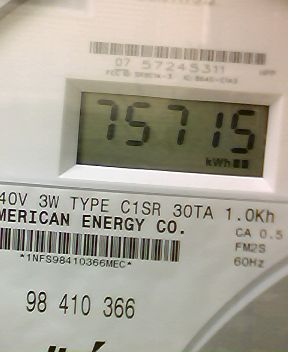 07 57245311
75715
kWh
40V 3W TYPE C1SR 30TA 1.0Kh
MERICAN ENERGY CO.
CA 0.5
FM2S
*1NFS98410366MEC*
60Hz
98 410 366